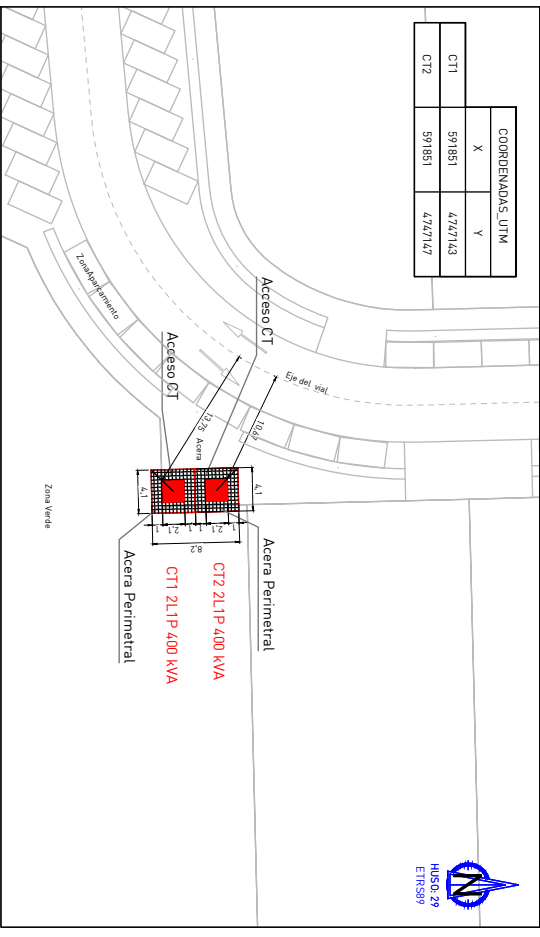 COORDENADAS_UTM
X Y
CT1 591851 4747143
CT2 591851 4747147
HUSO: 29
ETRS89
N
Acceso CT
Acceso CT
Eje del vial
ZonaAparcamiento
Acera
13,75
10,67
4,1
4,1
1
2,1
1
1
2,1
1
8,2
Acera Perimetral
CT2 2L1P 400 kVA
CT1 2L1P 400 kVA
Acera Perimetral
Zona Verde